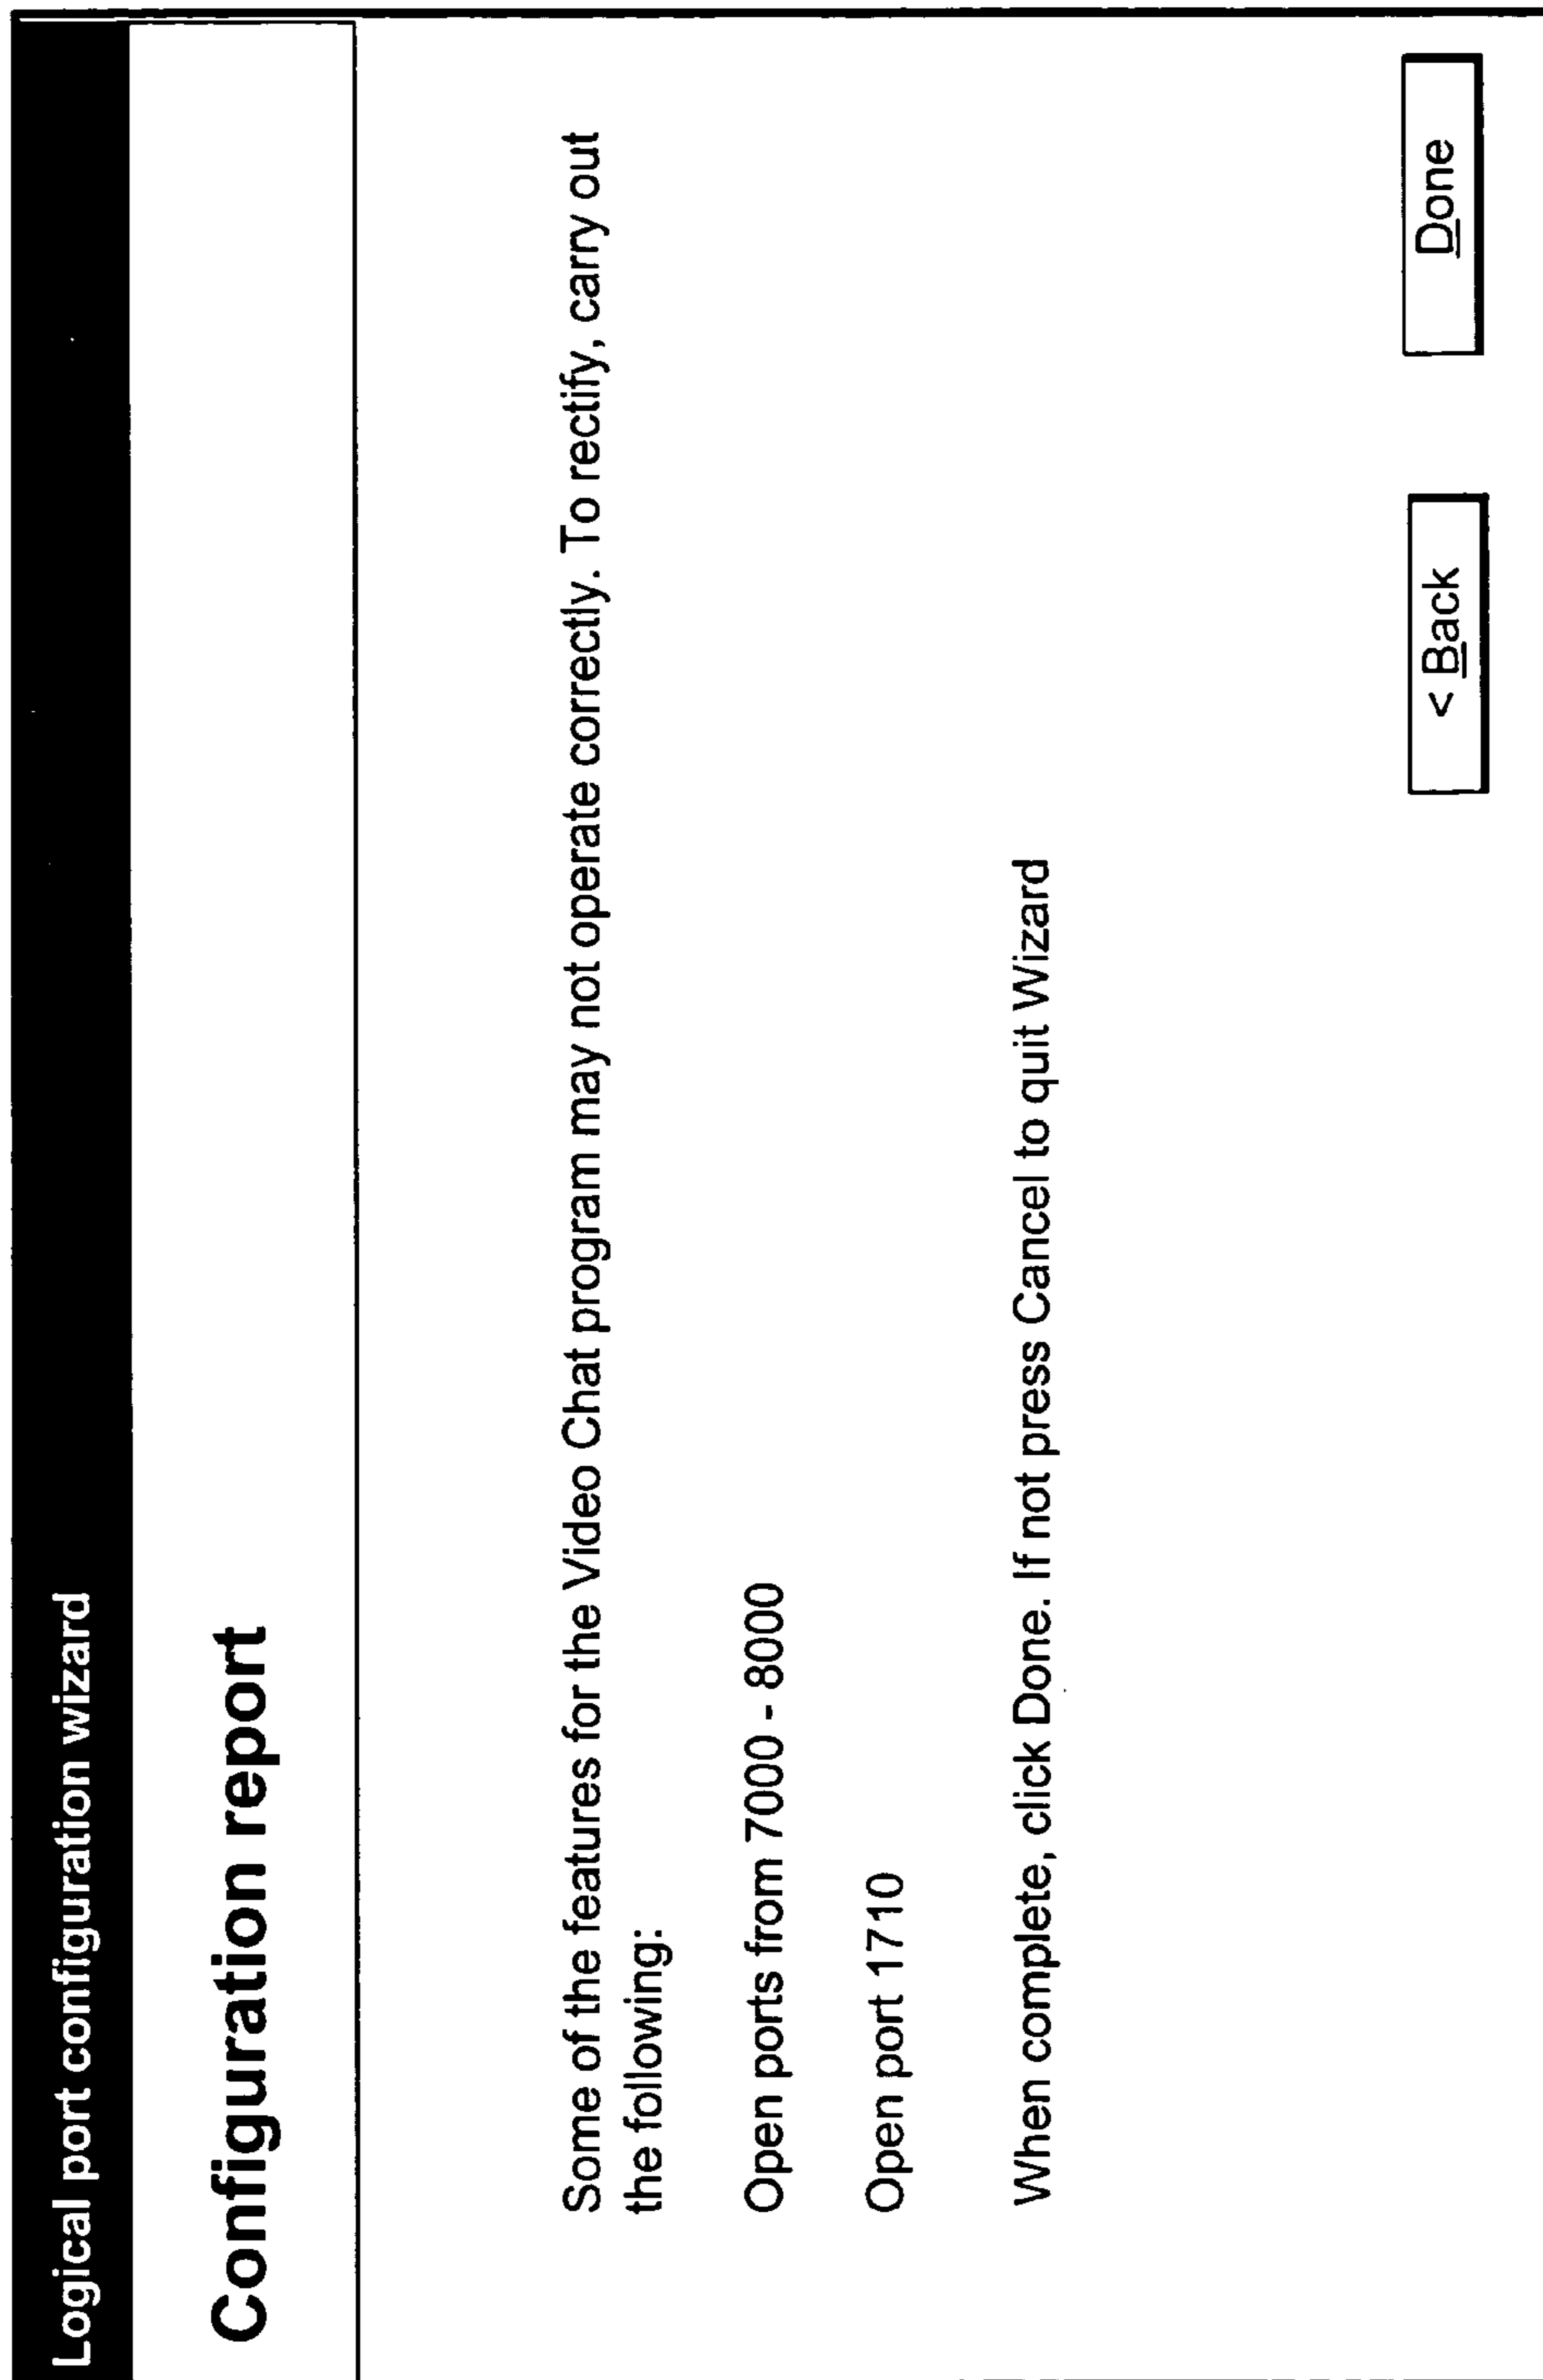 Logical port configuration wizard
Configuration report
Some of the features for the Video Chat program may not operate correctly. To rectify, carry out
the following:
Open ports from 7000 - 8000
Open port 1710
When complete, click Done. If not press Cancel to quit Wizard
< Back
Done